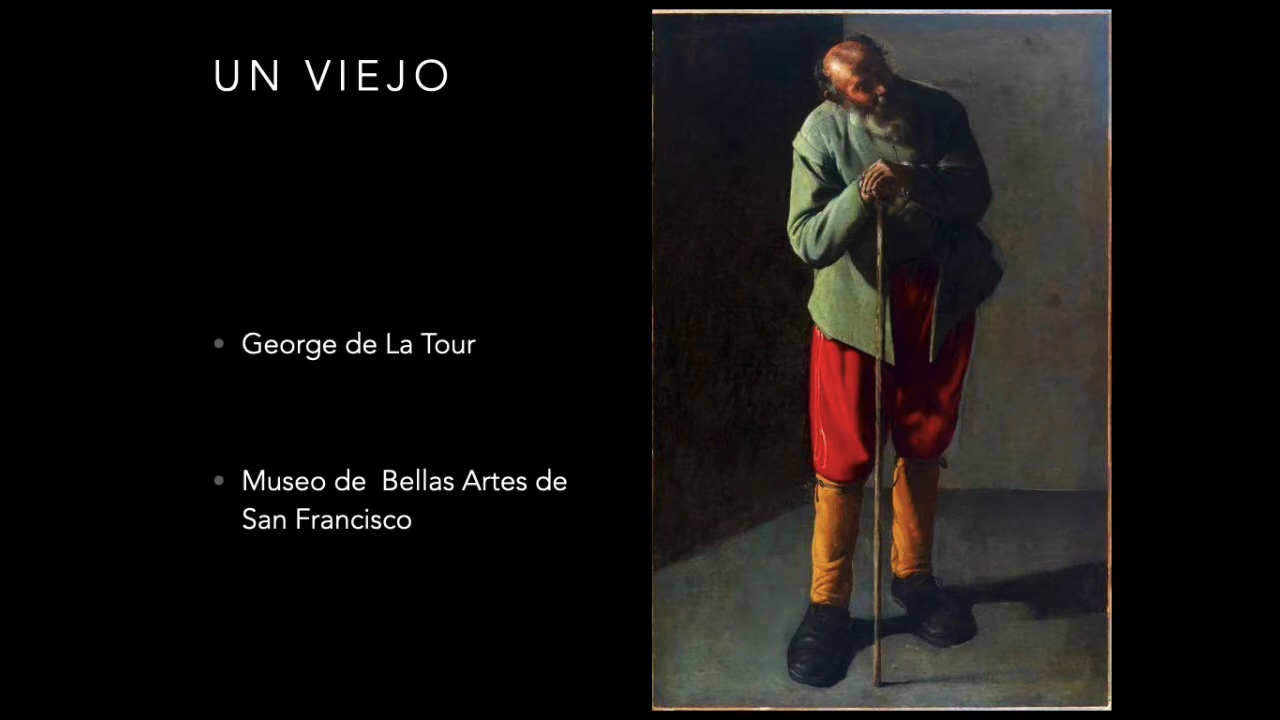 UN VIEJO
George de La Tour
Museo de Bellas Artes de
San Francisco